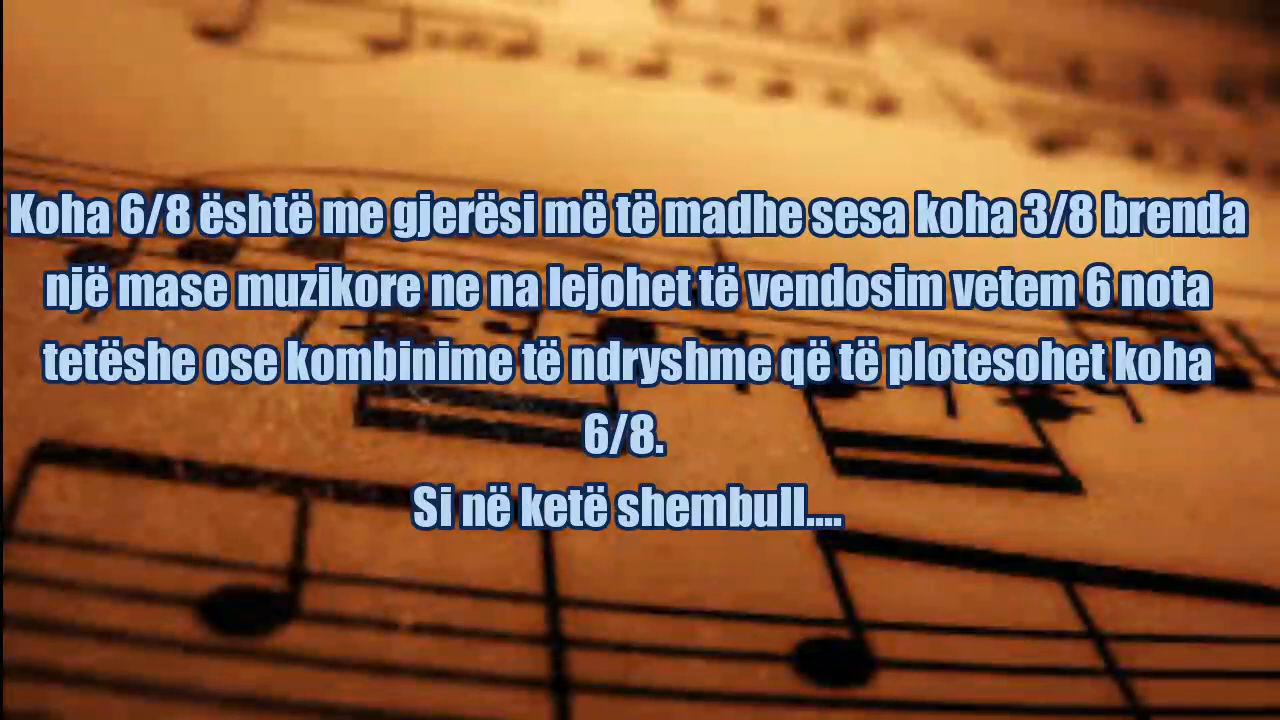 Koha 6/8 është me gjerësi më të madhe sesa koha 3/8 brenda
një mase muzikore ne na lejohet të vendosim vetem 6 nota
tetëshe ose kombinime të ndryshme që të plotesohet koha
6/8.
Si në ketë shembull....